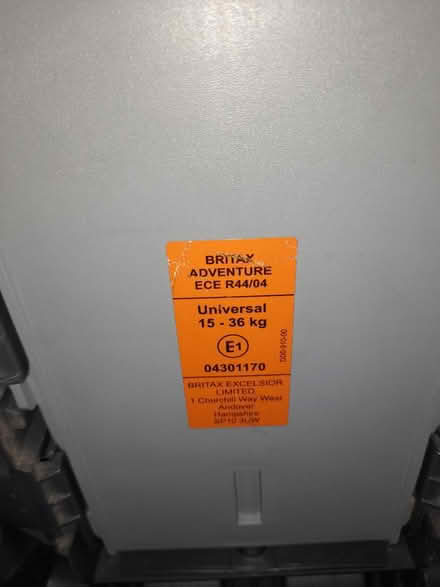 BRITAX
ADVENTURE
ECE R44/04
Universal
15 - 36 kg
E1
04301170
BRITAX EXCELSIOR
LIMITED
1 Churchill Way West
Andover
Hampshire
SP10 3UW